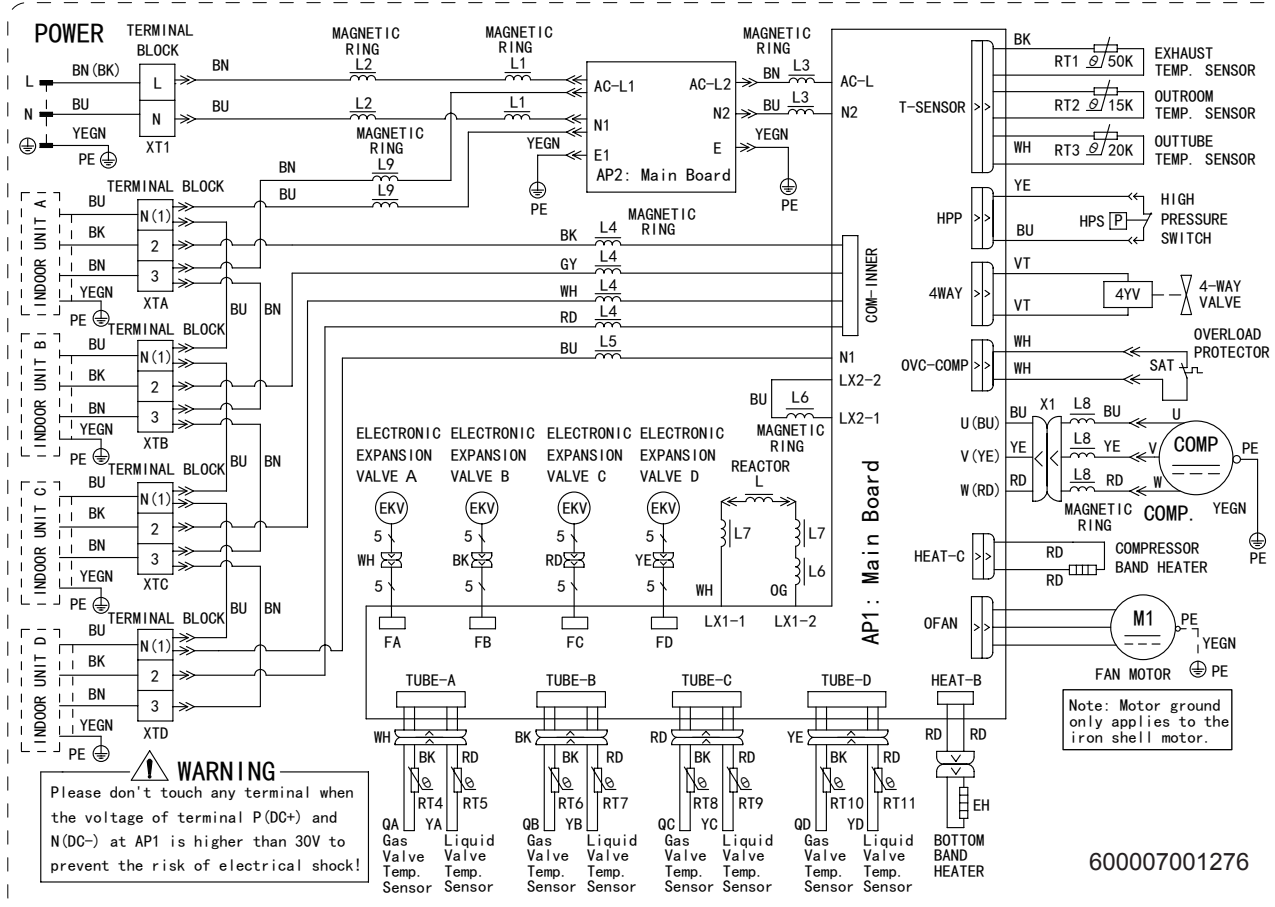 POWER
TERMINAL
BLOCK
L
BN(BK)
L
BN
MAGNETIC
RING
L2
MAGNETIC
RING
L1
N
BU
N
BU
L2
L1
YEGN
PE
XT1
MAGNETIC
RING
BN
L9
BU
L9
AC-L1
AC-L2
N1
N2
E1
E
AP2: Main Board
YEGN
PE
MAGNETIC
RING
BN
L3
AC-L
BU
L3
N2
YEGN
PE
TERMINAL BLOCK
INDOOR UNIT A
BU
N(1)
BK
2
BN
3
YEGN
PE
XTA
BU
BN
TERMINAL BLOCK
INDOOR UNIT B
BU
N(1)
BK
2
BN
3
YEGN
PE
XTB
BU
BN
TERMINAL BLOCK
INDOOR UNIT C
BU
N(1)
BK
2
BN
3
YEGN
PE
XTC
BU
BN
TERMINAL BLOCK
INDOOR UNIT D
BU
N(1)
BK
2
BN
3
YEGN
PE
XTD
MAGNETIC
RING
BK
L4
GY
L4
WH
L4
RD
L4
BU
L5
COM-INNER
N1
LX2-2
BU
L6
LX2-1
MAGNETIC
RING
ELECTRONIC
EXPANSION
VALVE A
EKV
5
WH
5
FA
ELECTRONIC
EXPANSION
VALVE B
EKV
5
BK
5
FB
ELECTRONIC
EXPANSION
VALVE C
EKV
5
RD
5
FC
ELECTRONIC
EXPANSION
VALVE D
EKV
5
YE
5
FD
REACTOR
L
L7
L7
L6
WH
OG
LX1-1
LX1-2
AP1: Main Board
T-SENSOR
BK
RT1
θ/50K
EXHAUST
TEMP. SENSOR
RT2
θ/15K
OUTROOM
TEMP. SENSOR
WH
RT3
θ/20K
OUTTUBE
TEMP. SENSOR
HPP
YE
BU
HPS
P
HIGH
PRESSURE
SWITCH
4WAY
VT
VT
4YV
4-WAY
VALVE
OVC-COMP
WH
WH
SAT
OVERLOAD
PROTECTOR
U(BU)
BU
X1
L8
BU
U
V(YE)
YE
L8
YE
V
W(RD)
RD
L8
RD
W
COMP
PE
MAGNETIC
RING
COMP.
YEGN
PE
HEAT-C
RD
RD
COMPRESSOR
BAND HEATER
OFAN
M1
PE
YEGN
PE
FAN MOTOR
Note: Motor ground
only applies to the
iron shell motor.
TUBE-A
WH
BK
RD
θ
RT4
θ
RT5
QA
YA
Gas
Valve
Temp.
Sensor
Liquid
Valve
Temp.
Sensor
TUBE-B
BK
BK
RD
θ
RT6
θ
RT7
QB
YB
Gas
Valve
Temp.
Sensor
Liquid
Valve
Temp.
Sensor
TUBE-C
RD
BK
RD
θ
RT8
θ
RT9
QC
YC
Gas
Valve
Temp.
Sensor
Liquid
Valve
Temp.
Sensor
TUBE-D
YE
BK
RD
θ
RT10
θ
RT11
QD
YD
Gas
Valve
Temp.
Sensor
Liquid
Valve
Temp.
Sensor
HEAT-B
RD
RD
EH
BOTTOM
BAND
HEATER
WARNING
Please don't touch any terminal when
the voltage of terminal P(DC+) and
N(DC-) at AP1 is higher than 30V to
prevent the risk of electrical shock!
600007001276